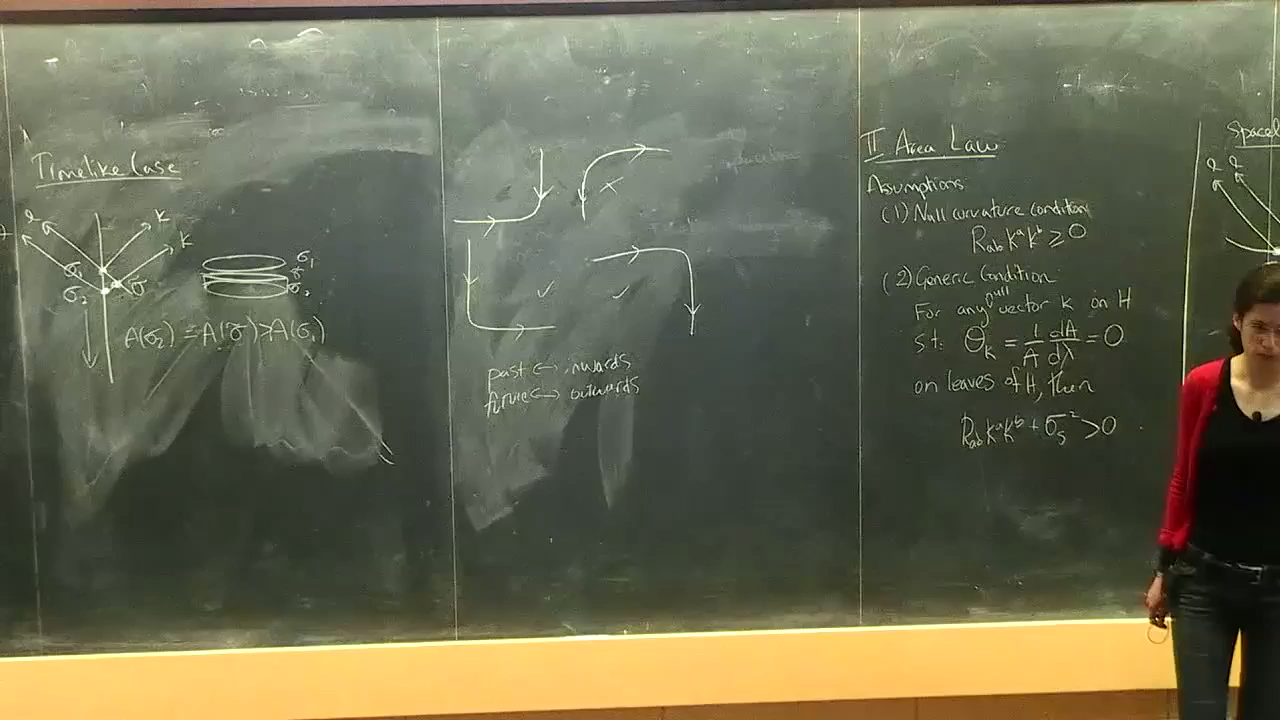 Timelike Case
l
k
k
σ₁
σ₂
σ
σ₁
σ
σ₂
A(σ₂) = A(σ) > A(σ₁)
×
✓ ✓
past ↔ inwards
future ↔ outwards
II Area Law
Assumptions
(1) Null curvature condition
R_ab k^a k^b ≥ 0
(2) Generic Condition:
For any null vector k on H
s.t. Θ_k = 1/A dA/dλ = 0
on leaves of H, then
R_ab k^a k^b + σ_s² > 0
Spacel
l l